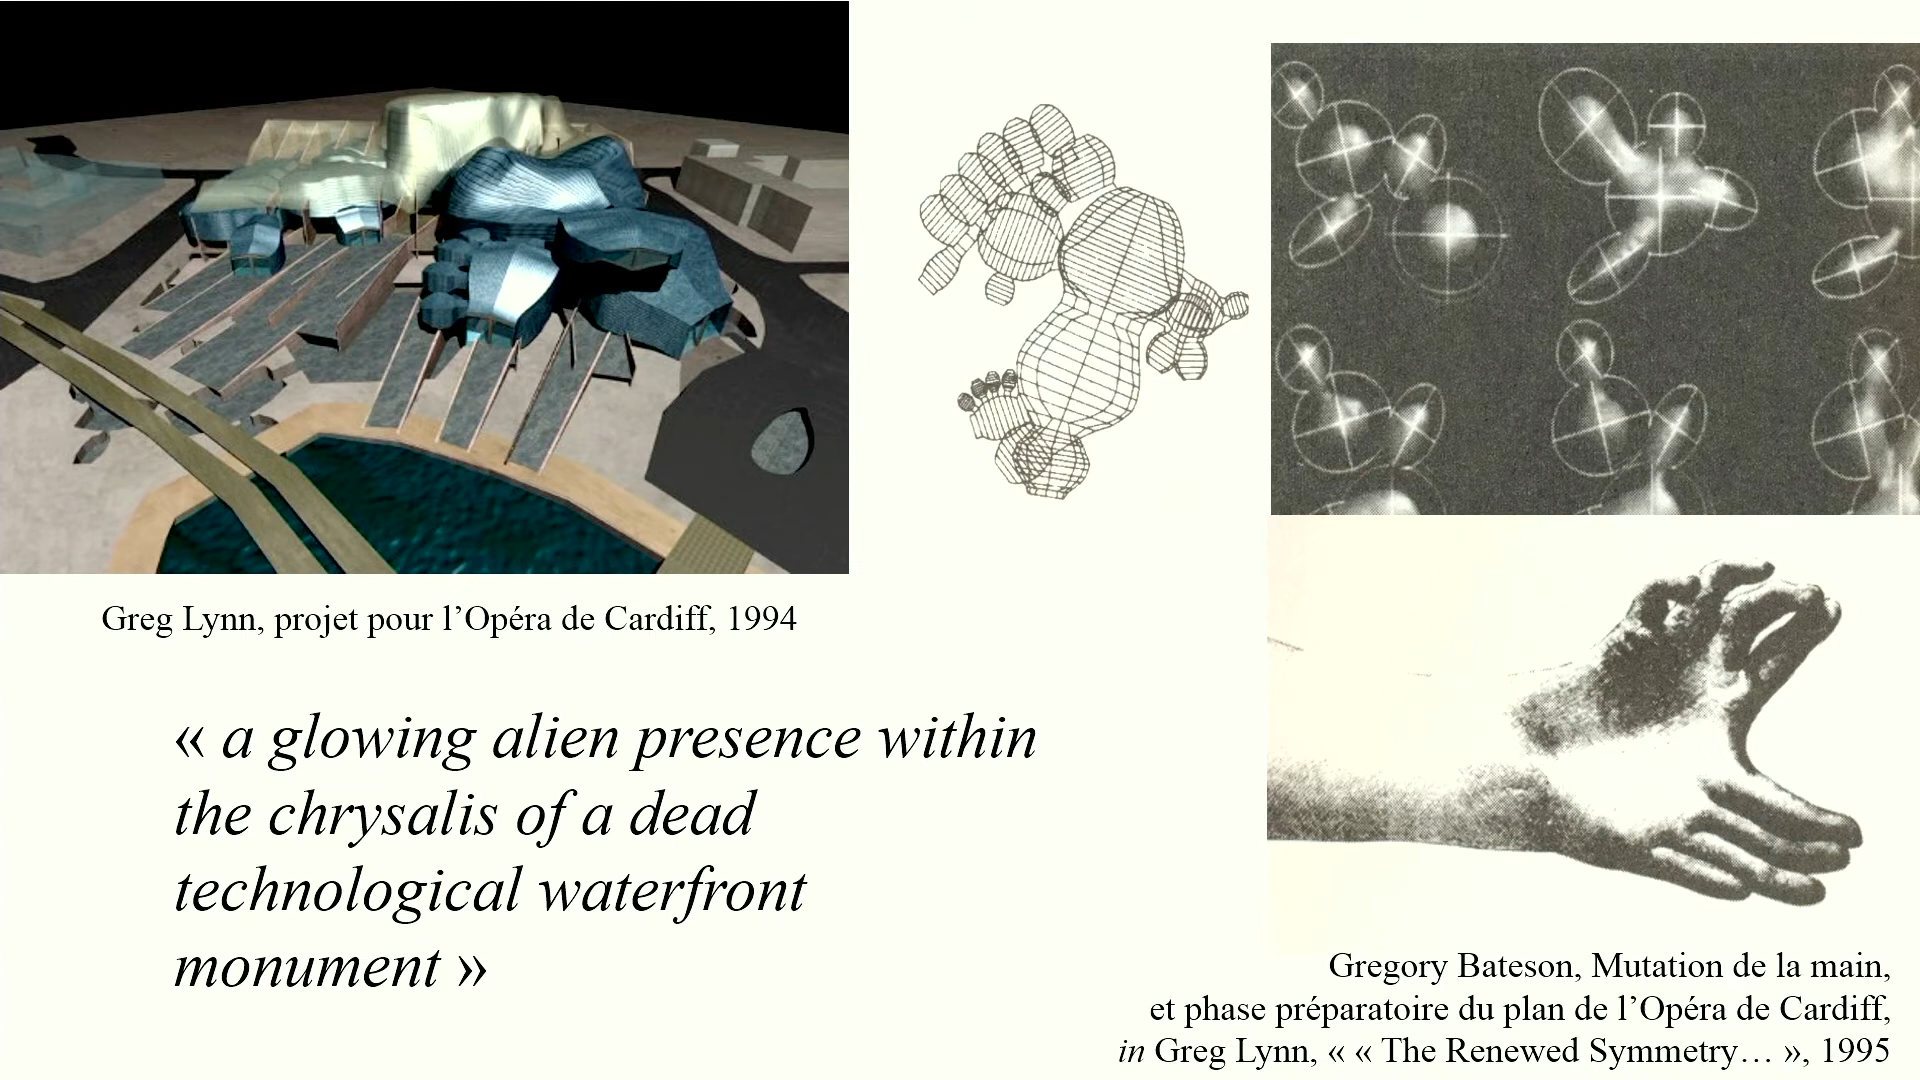 Greg Lynn, projet pour l’Opéra de Cardiff, 1994
« a glowing alien presence within
the chrysalis of a dead
technological waterfront
monument »
Gregory Bateson, Mutation de la main,
et phase préparatoire du plan de l’Opéra de Cardiff,
in Greg Lynn, « « The Renewed Symmetry… », 1995